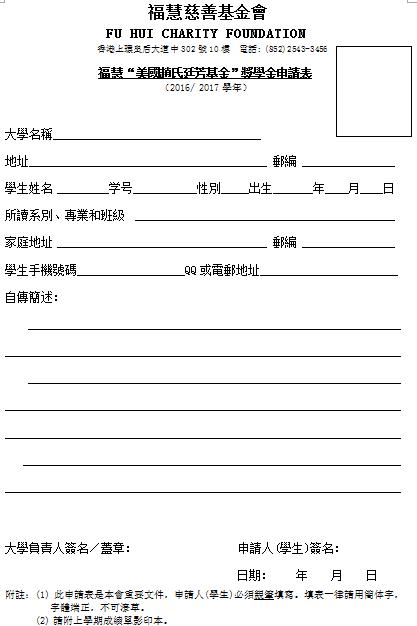 福慧慈善基金會
FU HUI CHARITY FOUNDATION
香港上環皇后大道中302號10樓 電話：(852)2543-3456
福慧“美國趙氏廷芳基金”獎學金申請表
(2016/ 2017 學年)
大學名稱
地址 郵編
學生姓名 学号 性別 出生 年 月 日
所讀系別、專業和班級
家庭地址 郵編
學生手機號碼 QQ 或電郵地址
自傳簡述：
大學負責人簽名／蓋章： 申請人(學生)簽名：
日期： 年 月 日
附註：(1) 此申請表是本會重要文件，申請人(學生)必須親筆填寫。填表一律請用簡体字，
字體端正，不可潦草。
(2) 請附上學期成績單影印本。